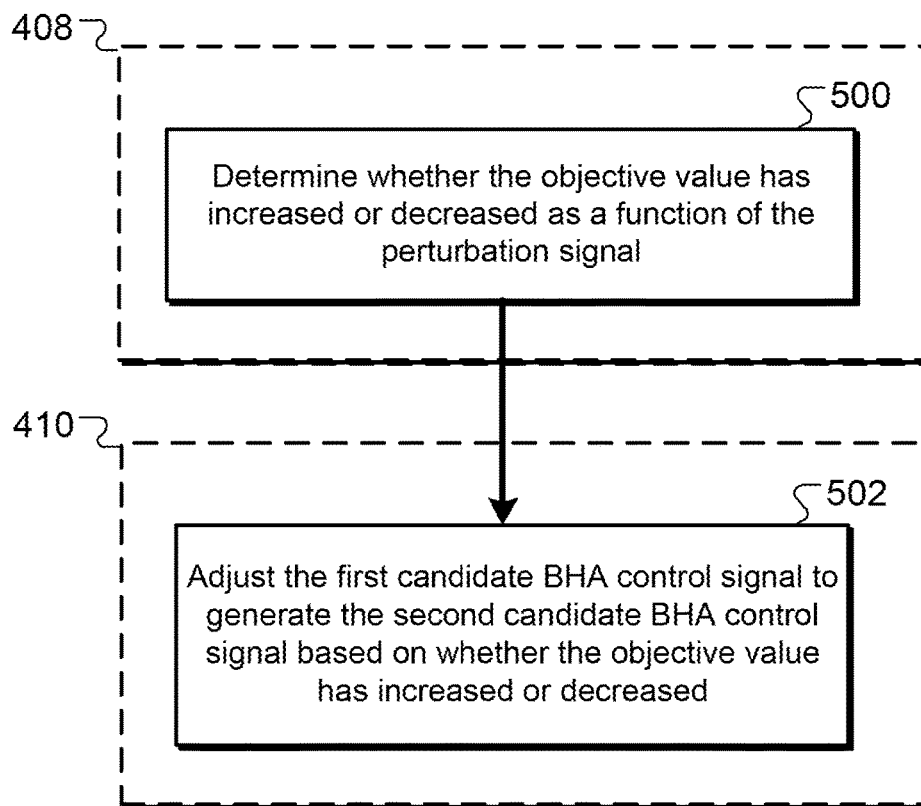 408
500
Determine whether the objective value has
increased or decreased as a function of the
perturbation signal
410
502
Adjust the first candidate BHA control signal to
generate the second candidate BHA control
signal based on whether the objective value
has increased or decreased